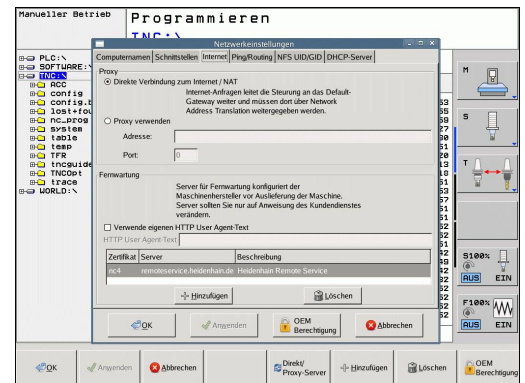 Manueller Betrieb
Programmieren
TNC:\
Netzwerkeinstellungen
Computernamen Schnittstellen Internet Ping/Routing NFS UID/GID DHCP-Server
PLC:\
SOFTWARE:\
TNC:\
ACC
config
config.b
lost+fou
nc_prog
system
table
temp
TFR
tncguide
TNCOpt
trace
WORLD:\
Proxy
Direkte Verbindung zum Internet / NAT
Internet-Anfragen leitet die Steuerung an das Default-
Gateway weiter und müssen dort über Network
Address Translation weitergegeben werden.
Proxy verwenden
Adresse:
Port: 0
Fernwartung
Server für Fernwartung konfiguriert der
Maschinenhersteller vor Auslieferung der Maschine.
Server sollten Sie nur auf Anweisung des Kundendienstes
verändern.
Verwende eigenen HTTP User Agent-Text
HTTP User Agent-Text
Zertifikat Server Beschreibung
nc4 remoteservice.heidenhain.de Heidenhain Remote Service
Hinzufügen
Löschen
OK
Anwenden
OEM
Berechtigung
Abbrechen
M
S
T
S100%
AUS EIN
F100%
AUS EIN
OK
Anwenden
Abbrechen
Direkt/
Proxy-Server
Hinzufügen
Löschen
OEM
Berechtigung